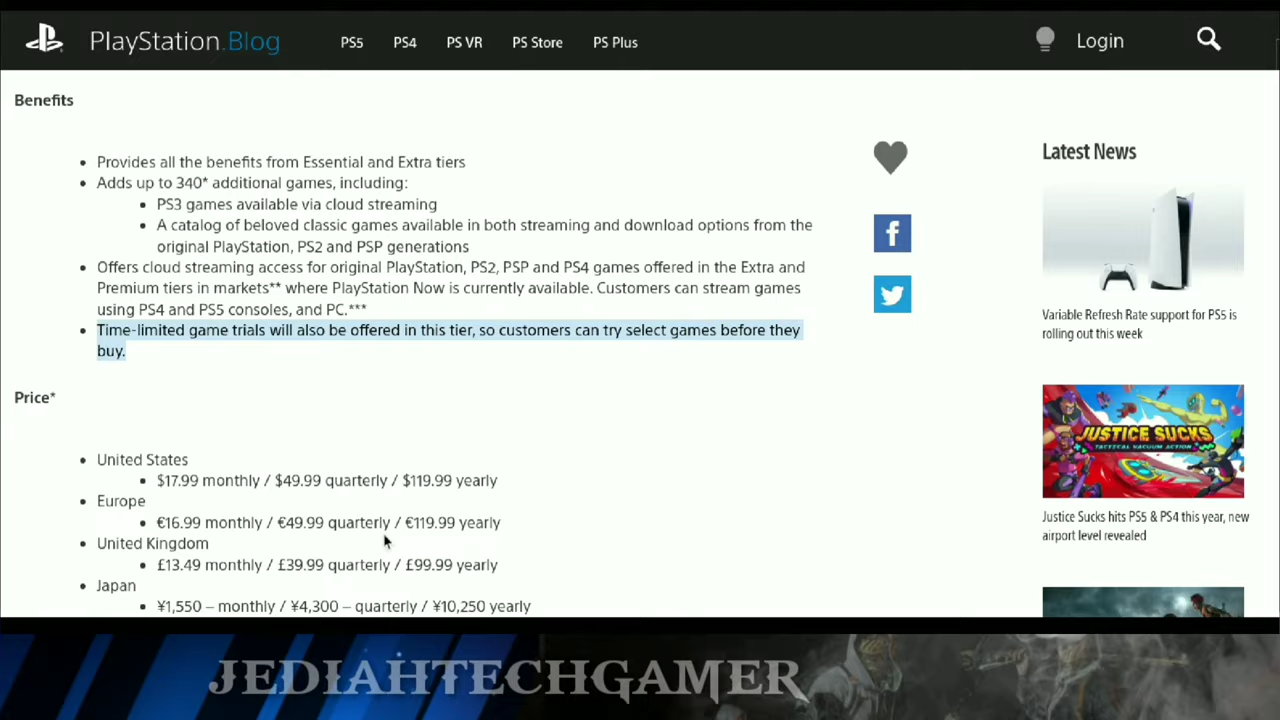 PlayStation.Blog
PS5
PS4
PS VR
PS Store
PS Plus
Login
Benefits
Provides all the benefits from Essential and Extra tiers
Adds up to 340* additional games, including:
PS3 games available via cloud streaming
A catalog of beloved classic games available in both streaming and download options from the
original PlayStation, PS2 and PSP generations
Offers cloud streaming access for original PlayStation, PS2, PSP and PS4 games offered in the Extra and
Premium tiers in markets** where PlayStation Now is currently available. Customers can stream games
using PS4 and PS5 consoles, and PC.***
Time-limited game trials will also be offered in this tier, so customers can try select games before they
buy.
Price*
United States
$17.99 monthly / $49.99 quarterly / $119.99 yearly
Europe
€16.99 monthly / €49.99 quarterly / €119.99 yearly
United Kingdom
£13.49 monthly / £39.99 quarterly / £99.99 yearly
Japan
¥1,550 – monthly / ¥4,300 – quarterly / ¥10,250 yearly
Latest News
Variable Refresh Rate support for PS5 is
rolling out this week
JUSTICE SUCKS
TACTICAL VACUUM ACTION
Justice Sucks hits PS5 & PS4 this year, new
airport level revealed
JEDIAHTECHGAMER